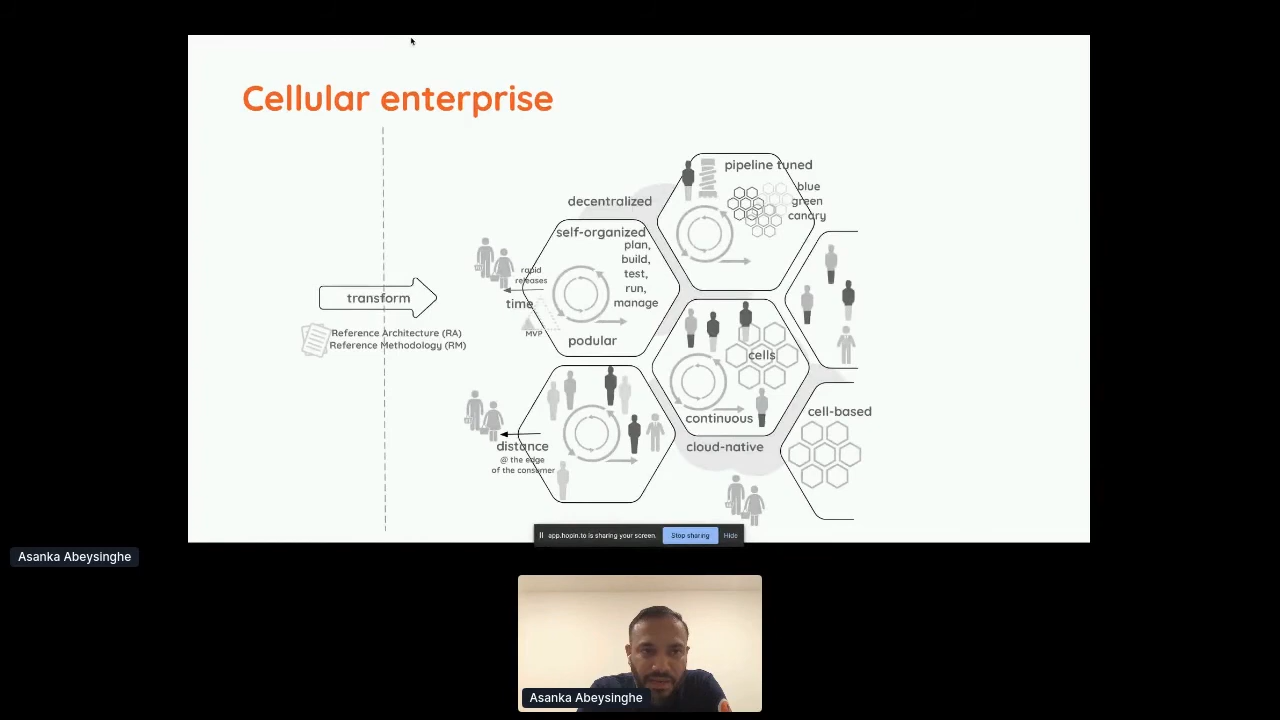 Cellular enterprise
transform
Reference Architecture (RA)
Reference Methodology (RM)
decentralized
self-organized
plan,
build,
test,
run,
manage
rapid
releases
time
MVP
podular
pipeline tuned
blue
green
canary
cells
continuous
cloud-native
cell-based
distance
@ the edge
of the consumer
app.hopin.to is sharing your screen.
Stop sharing
Hide
Asanka Abeysinghe
Asanka Abeysinghe